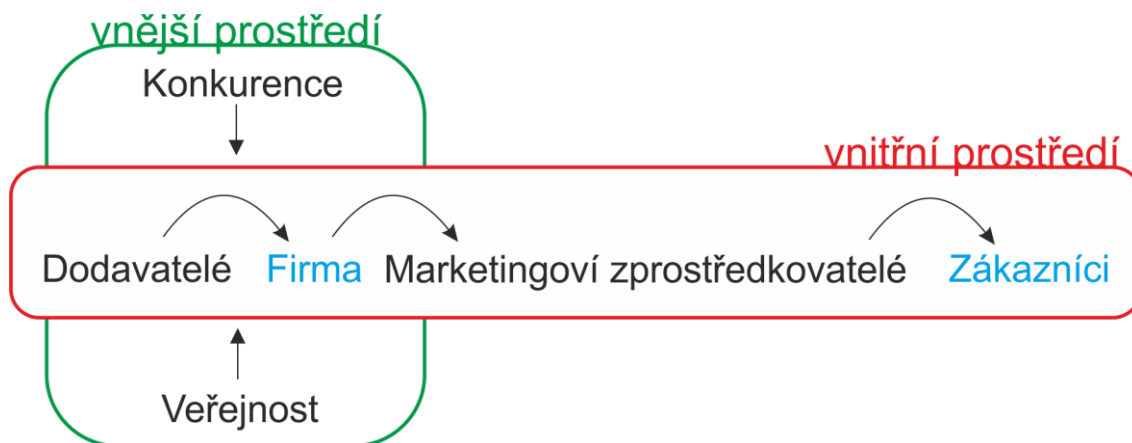 vnější prostředí
Konkurence
vnitřní prostředí
Dodavatelé Firma Marketingoví zprostředkovatelé Zákazníci
Veřejnost